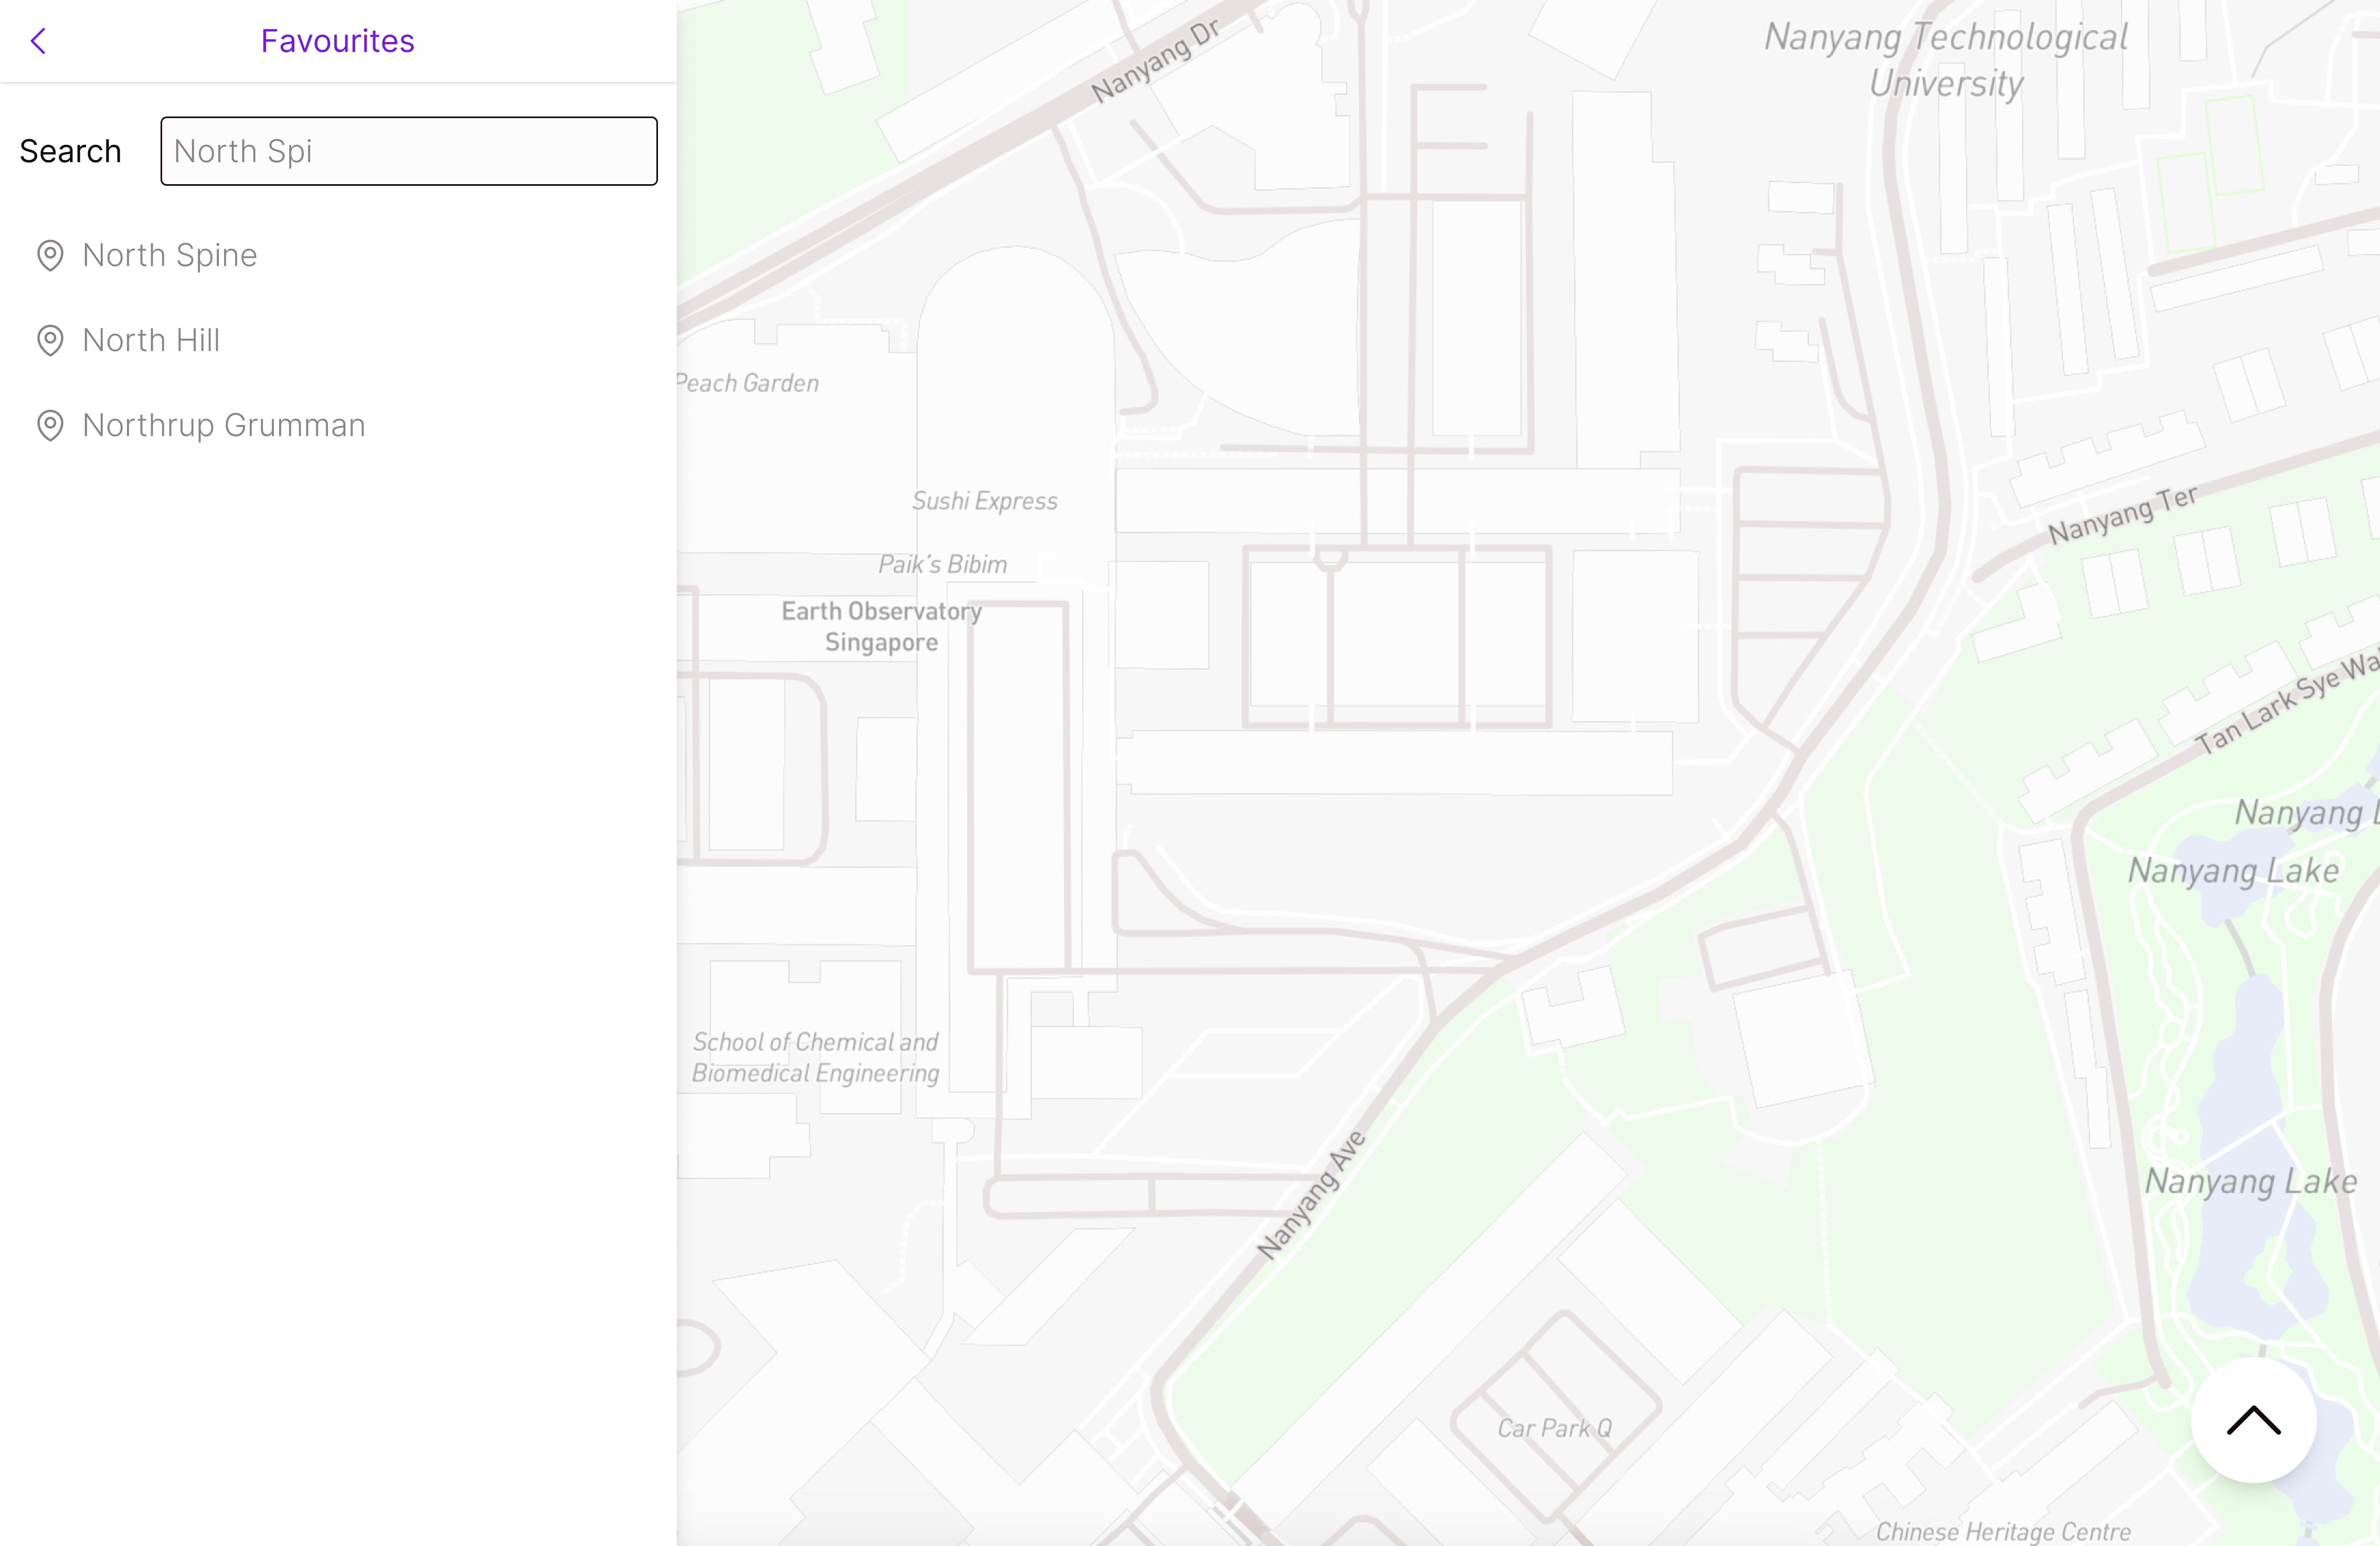 Favourites
Search
North Spi
North Spine
North Hill
Northrup Grumman
Nanyang Dr
Nanyang Technological
University
Peach Garden
Sushi Express
Paik's Bibim
Earth Observatory
Singapore
Nanyang Ter
Tan Lark Sye
Nanyang
Nanyang Lake
School of Chemical and
Biomedical Engineering
Nanyang Ave
Nanyang Lake
Car Park Q
Chinese Heritage Centre